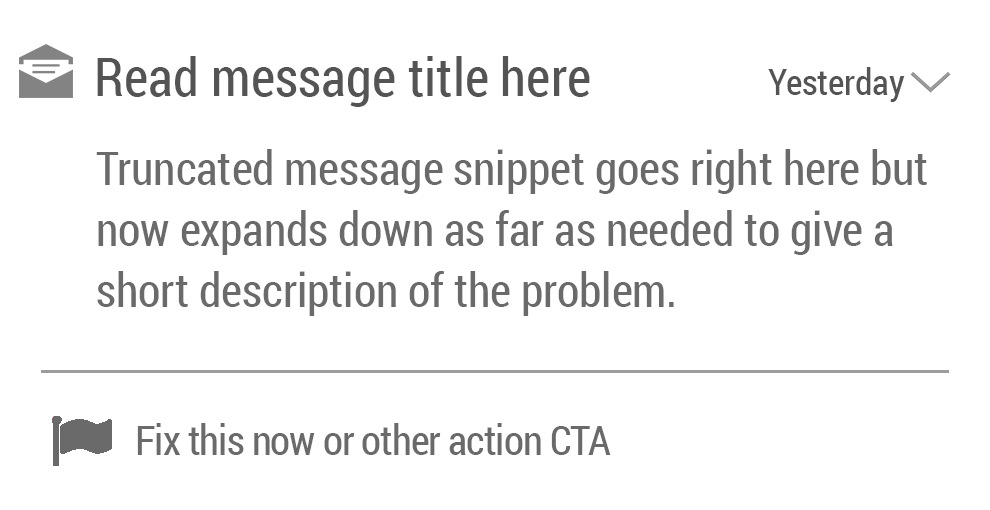 Read message title here
Yesterday
Truncated message snippet goes right here but
now expands down as far as needed to give a
short description of the problem.
Fix this now or other action CTA